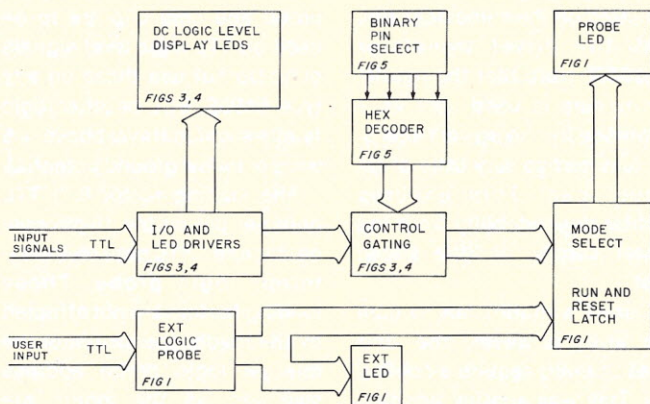 DC LOGIC LEVEL
DISPLAY LEDS
FIGS 3,4
BINARY
PIN
SELECT
FIG 5
PROBE
LED
FIG 1
HEX
DECODER
FIG 5
INPUT
SIGNALS
TTL
I/O AND
LED DRIVERS
FIGS 3,4
CONTROL
GATING
FIGS 3,4
MODE
SELECT
RUN AND
RESET
LATCH
FIG 1
USER
INPUT
TTL
EXT
LOGIC
PROBE
FIG 1
EXT
LED
FIG 1